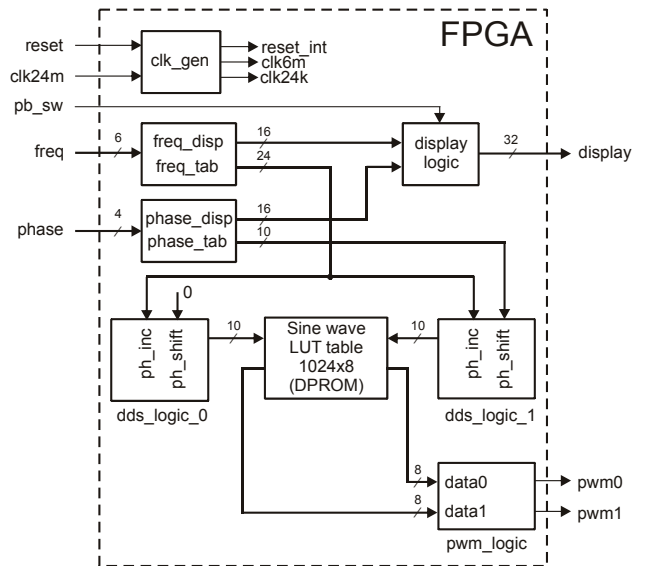 FPGA
reset
clk24m
clk_gen
reset_int
clk6m
clk24k
pb_sw
freq
6
freq_disp
freq_tab
16
24
display
logic
32
display
phase
4
phase_disp
phase_tab
16
10
0
ph_inc
ph_shift
dds_logic_0
10
Sine wave
LUT table
1024x8
(DPROM)
10
ph_inc
ph_shift
dds_logic_1
8
8
data0
data1
pwm_logic
pwm0
pwm1